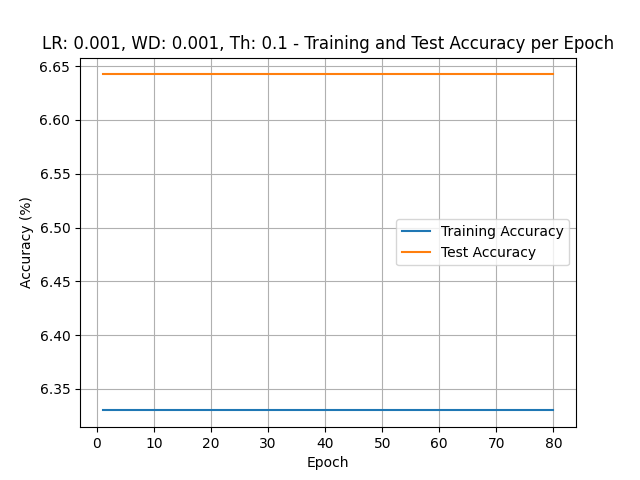 LR: 0.001, WD: 0.001, Th: 0.1 - Training and Test Accuracy per Epoch
6.65
6.60
6.55
6.50
6.45
6.40
6.35
Accuracy (%)
Training Accuracy
Test Accuracy
0 10 20 30 40 50 60 70 80
Epoch